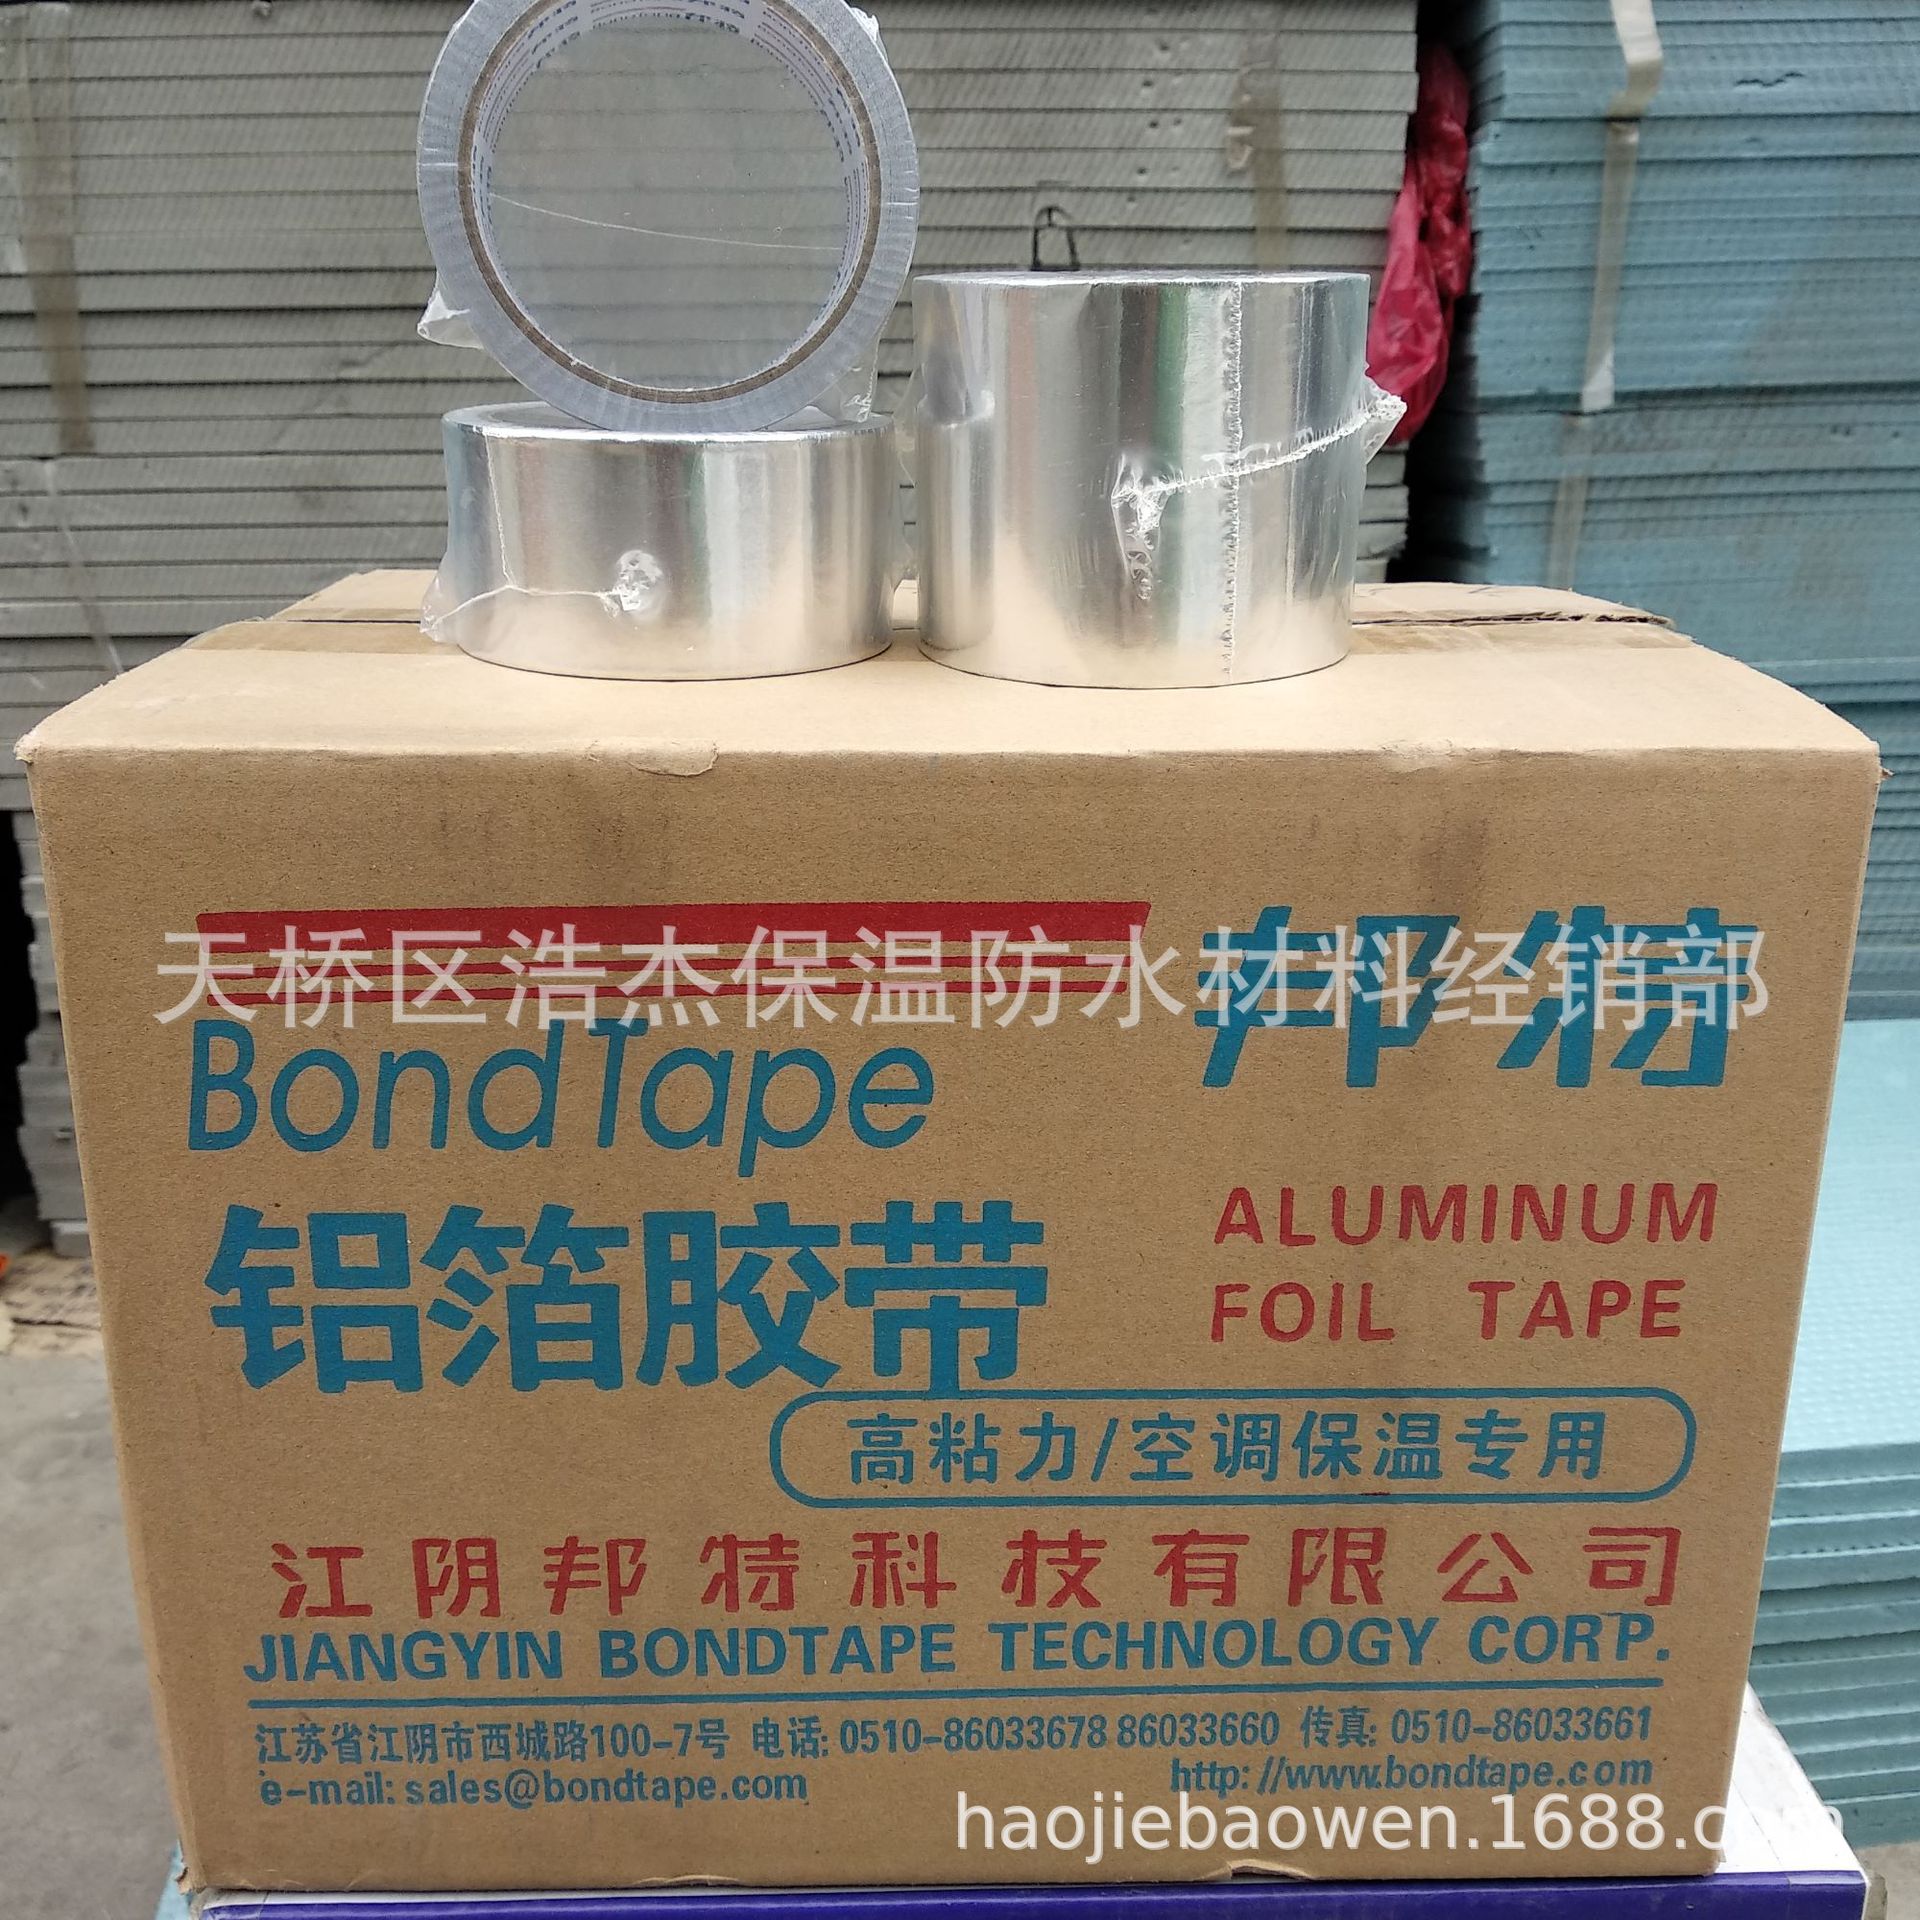 天桥区浩杰保温防水材料经销部
邦特
BondTape
铝箔胶带
ALUMINUM
FOIL TAPE
高粘力/空调保温专用
江阴邦特科技有限公司
JIANGYIN BONDTAPE TECHNOLOGY CORP.
江苏省江阴市西城路100-7号 电话: 0510-86033678 86033660 传真: 0510-86033661
e-mail: sales@bondtape.com http://www.bondtape.com
haojiebaowen.1688.com